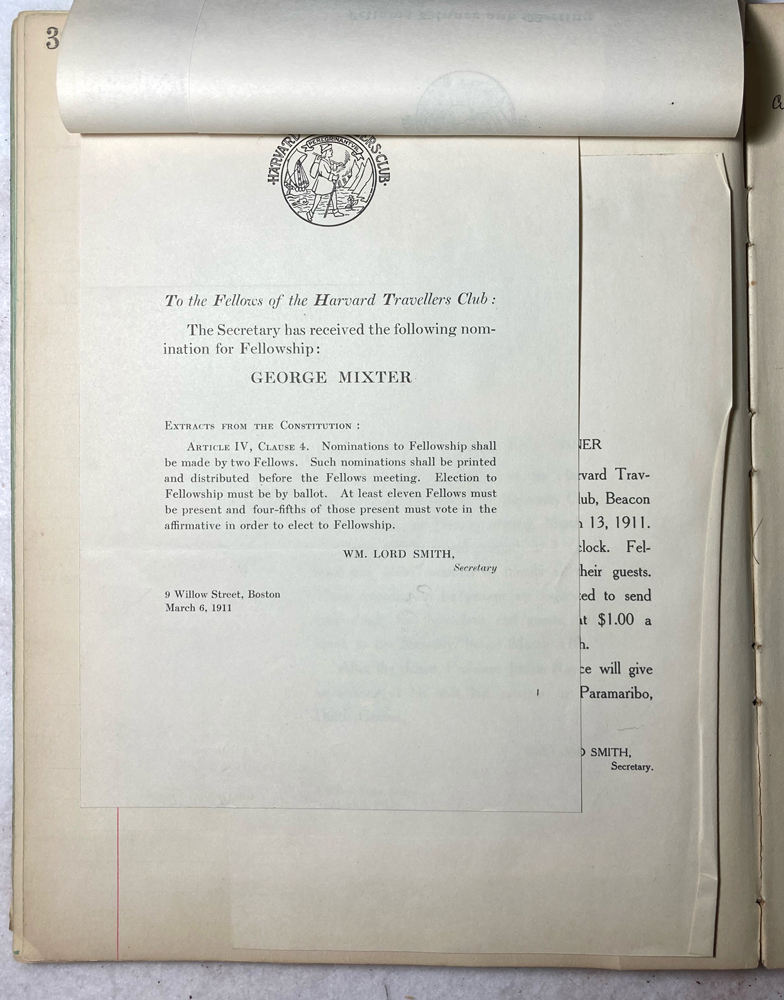 3
PEREGRINAMVR
CLUB.
To the Fellows of the Harvard Travellers Club :
The Secretary has received the following nom-
ination for Fellowship :
GEORGE MIXTER
EXTRACTS FROM THE CONSTITUTION :
ARTICLE IV, CLAUSE 4. Nominations to Fellowship shall
be made by two Fellows. Such nominations shall be printed
and distributed before the Fellows meeting. Election to
Fellowship must be by ballot. At least eleven Fellows must
be present and four-fifths of those present must vote in the
affirmative in order to elect to Fellowship.
WM. LORD SMITH,
Secretary
9 Willow Street, Boston
March 6, 1911
NER
vard Trav-
lub, Beacon
13, 1911.
clock. Fel-
heir guests.
ed to send
at $1.00 a
h.
ce will give
Paramaribo,
D SMITH,
Secretary.